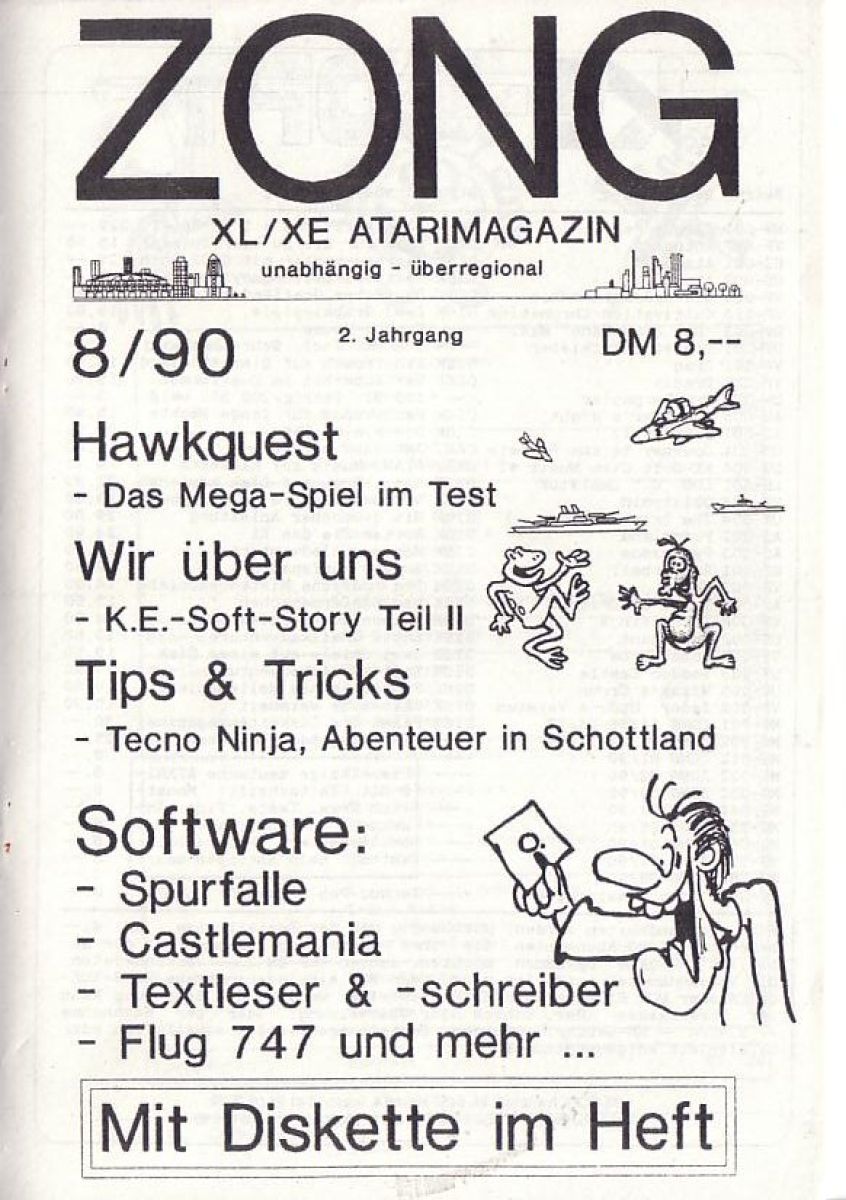 ZONG
XL/XE ATARIMAGAZIN
unabhängig - überregional
8/90
2. Jahrgang
DM 8,--
Hawkquest
- Das Mega-Spiel im Test
Wir über uns
- K.E.-Soft-Story Teil II
Tips & Tricks
- Tecno Ninja, Abenteuer in Schottland
Software:
- Spurfalle
- Castlemania
- Textleser & -schreiber
- Flug 747 und mehr ...
Mit Diskette im Heft